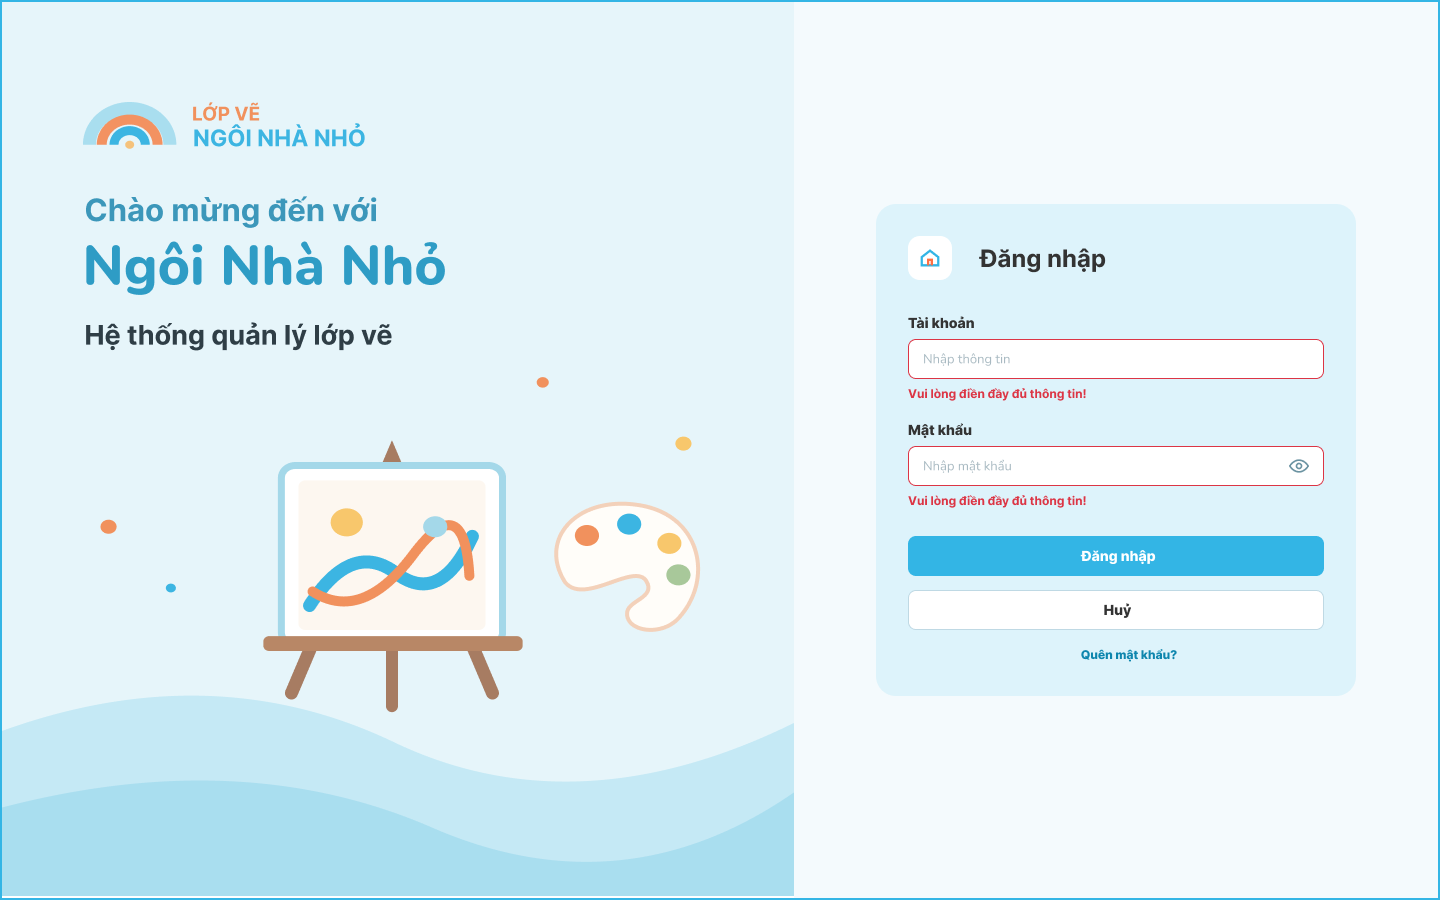 LỚP VẼ
NGÔI NHÀ NHỎ
Chào mừng đến với
Ngôi Nhà Nhỏ
Hệ thống quản lý lớp vẽ
Đăng nhập
Tài khoản
Nhập thông tin
Vui lòng điền đầy đủ thông tin!
Mật khẩu
Nhập mật khẩu
Vui lòng điền đầy đủ thông tin!
Đăng nhập
Huỷ
Quên mật khẩu?